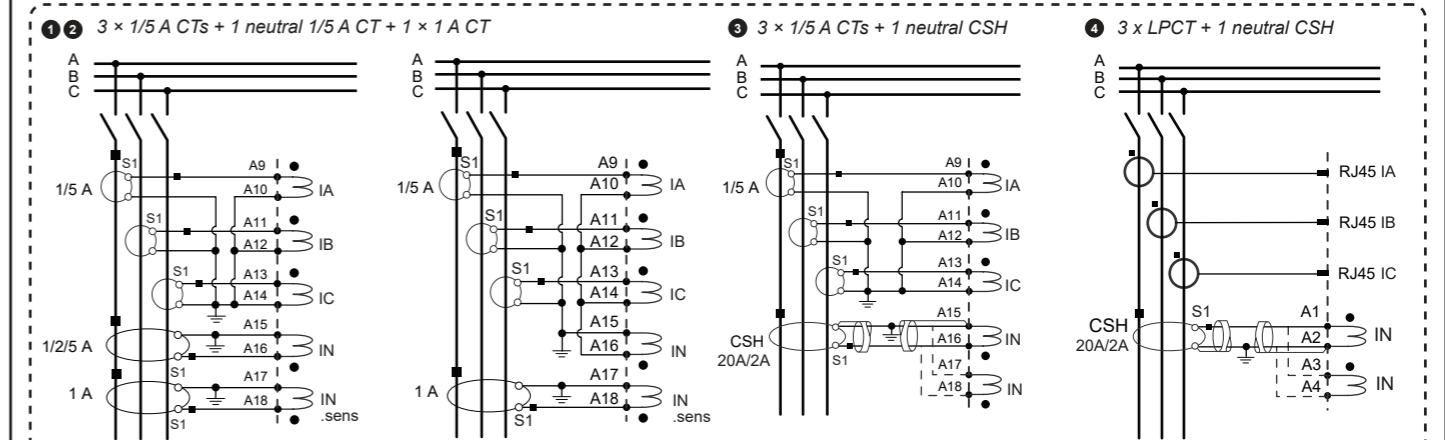 1 2 3 × 1/5 A CTs + 1 neutral 1/5 A CT + 1 × 1 A CT
A
B
C
S1
1/5 A
A9
A10
IA
S1
A11
A12
IB
S1
A13
A14
IC
1/2/5 A
A15
A16
IN
S1
1 A
A17
A18
IN
.sens
S1
A
B
C
S1
1/5 A
A9
A10
IA
S1
A11
A12
IB
S1
A13
A14
IC
A15
A16
IN
1 A
A17
A18
IN
.sens
S1
3 3 × 1/5 A CTs + 1 neutral CSH
A
B
C
S1
1/5 A
A9
A10
IA
S1
A11
A12
IB
S1
A13
A14
IC
CSH
20A/2A
S1
A15
A16
IN
A17
A18
IN
4 3 x LPCT + 1 neutral CSH
A
B
C
RJ45 IA
RJ45 IB
RJ45 IC
CSH
20A/2A
S1
A1
A2
IN
A3
A4
IN